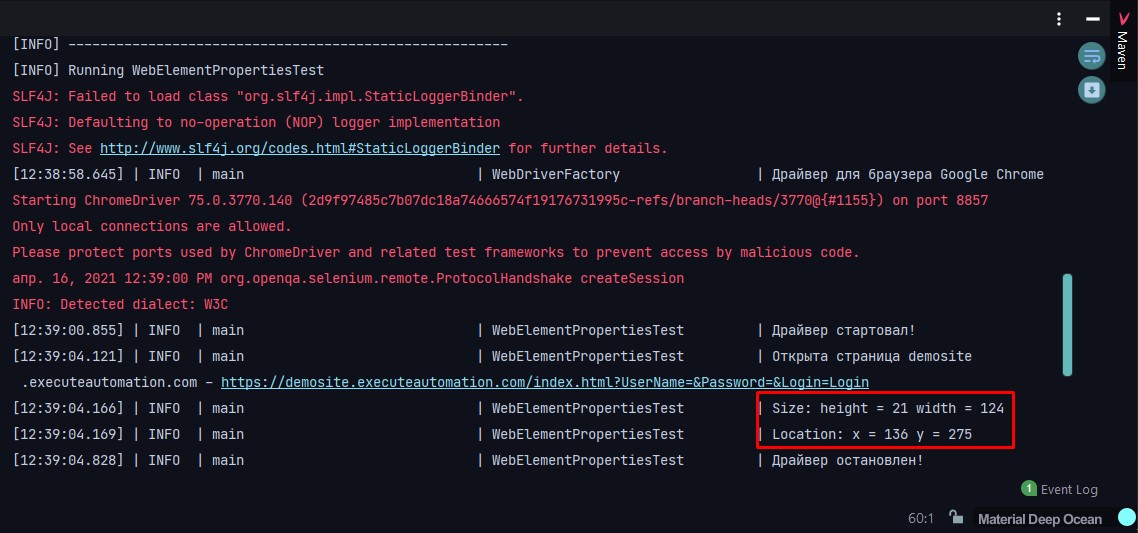 Maven
[INFO] -------------------------------------------------------
[INFO] Running WebElementPropertiesTest
SLF4J: Failed to load class "org.slf4j.impl.StaticLoggerBinder".
SLF4J: Defaulting to no-operation (NOP) logger implementation
SLF4J: See http://www.slf4j.org/codes.html#StaticLoggerBinder for further details.
[12:38:58.645] | INFO  | main | WebDriverFactory | Драйвер для браузера Google Chrome
Starting ChromeDriver 75.0.3770.140 (2d9f97485c7b07dc18a74666574f19176731995c-refs/branch-heads/3770@{#1155}) on port 8857
Only local connections are allowed.
Please protect ports used by ChromeDriver and related test frameworks to prevent access by malicious code.
апр. 16, 2021 12:39:00 PM org.openqa.selenium.remote.ProtocolHandshake createSession
INFO: Detected dialect: W3C
[12:39:00.855] | INFO  | main | WebElementPropertiesTest | Драйвер стартовал!
[12:39:04.121] | INFO  | main | WebElementPropertiesTest | Открыта страница demosite
.executeautomation.com - https://demosite.executeautomation.com/index.html?UserName=&Password=&Login=Login
[12:39:04.166] | INFO  | main | WebElementPropertiesTest | Size: height = 21 width = 124
[12:39:04.169] | INFO  | main | WebElementPropertiesTest | Location: x = 136 y = 275
[12:39:04.828] | INFO  | main | WebElementPropertiesTest | Драйвер остановлен!
1 Event Log
60:1 Material Deep Ocean